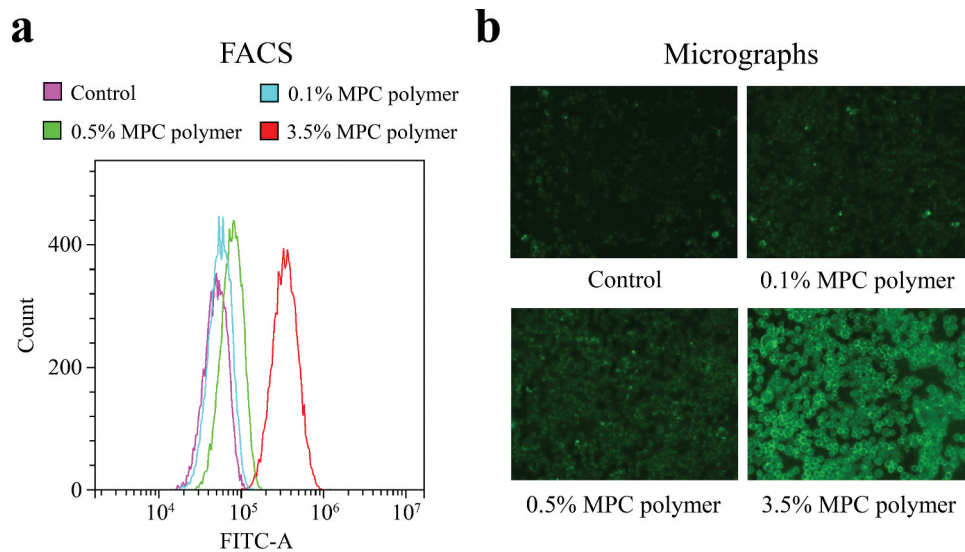 a
FACS
Control
0.1% MPC polymer
0.5% MPC polymer
3.5% MPC polymer
Count
400
200
0
10⁴
10⁵
10⁶
10⁷
FITC-A
b
Micrographs
Control
0.1% MPC polymer
0.5% MPC polymer
3.5% MPC polymer